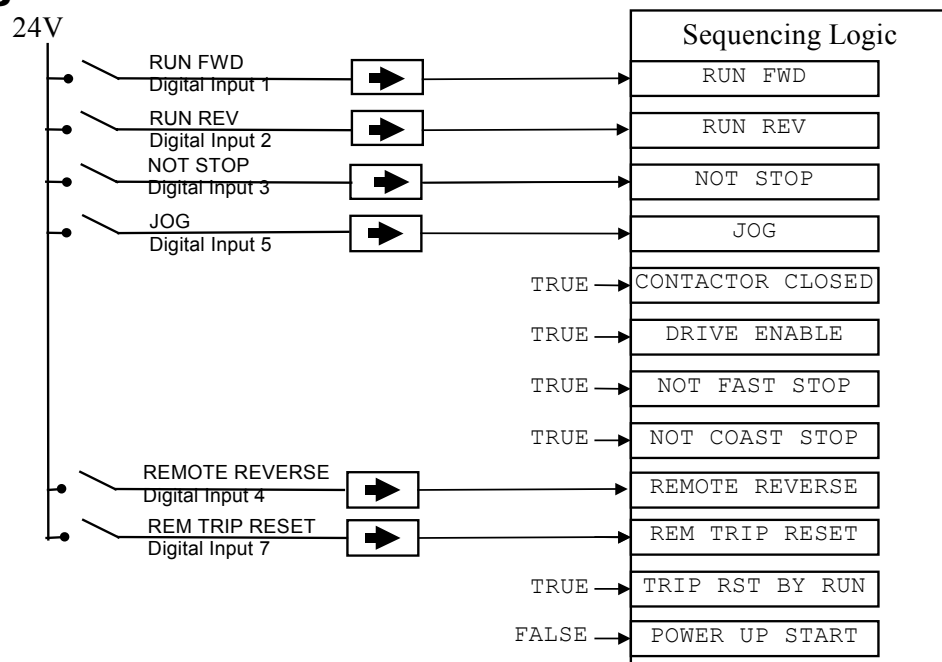 24V
Sequencing Logic
RUN FWD
Digital Input 1
RUN FWD
RUN REV
Digital Input 2
RUN REV
NOT STOP
Digital Input 3
NOT STOP
JOG
Digital Input 5
JOG
TRUE
CONTACTOR CLOSED
TRUE
DRIVE ENABLE
TRUE
NOT FAST STOP
TRUE
NOT COAST STOP
REMOTE REVERSE
Digital Input 4
REMOTE REVERSE
REM TRIP RESET
Digital Input 7
REM TRIP RESET
TRUE
TRIP RST BY RUN
FALSE
POWER UP START